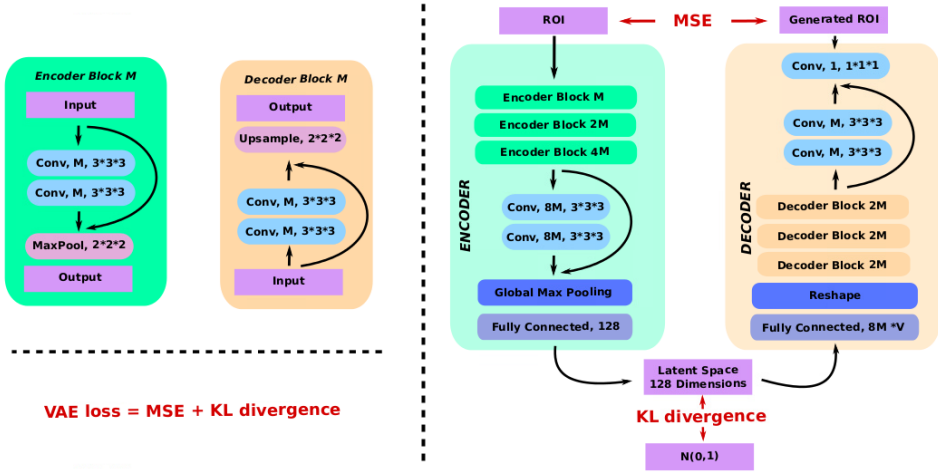 Encoder Block M
Input
Conv, M, 3*3*3
Conv, M, 3*3*3
MaxPool, 2*2*2
Output
Decoder Block M
Output
Upsample, 2*2*2
Conv, M, 3*3*3
Conv, M, 3*3*3
Input
VAE loss = MSE + KL divergence
ROI
MSE
Generated ROI
ENCODER
Encoder Block M
Encoder Block 2M
Encoder Block 4M
Conv, 8M, 3*3*3
Conv, 8M, 3*3*3
Global Max Pooling
Fully Connected, 128
DECODER
Conv, 1, 1*1*1
Conv, M, 3*3*3
Conv, M, 3*3*3
Decoder Block 2M
Decoder Block 2M
Decoder Block 2M
Reshape
Fully Connected, 8M *V
Latent Space
128 Dimensions
KL divergence
N(0,1)